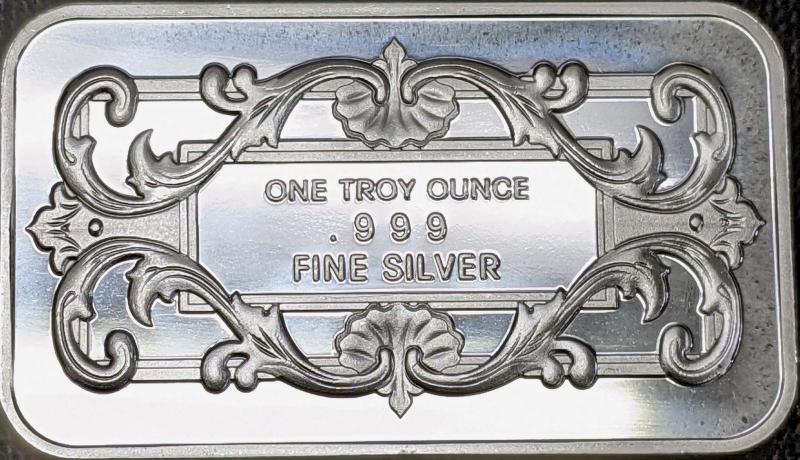 ONE TROY OUNCE
.999
FINE SILVER